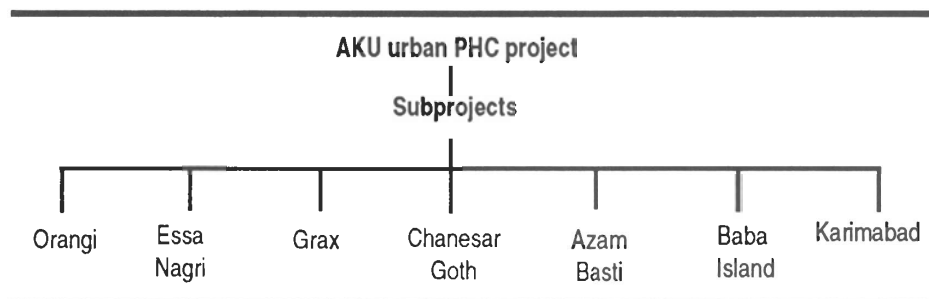 AKU urban PHC project
Subprojects
Orangi
Essa
Nagri
Grax
Chanesar
Goth
Azam
Basti
Baba
Island
Karimabad